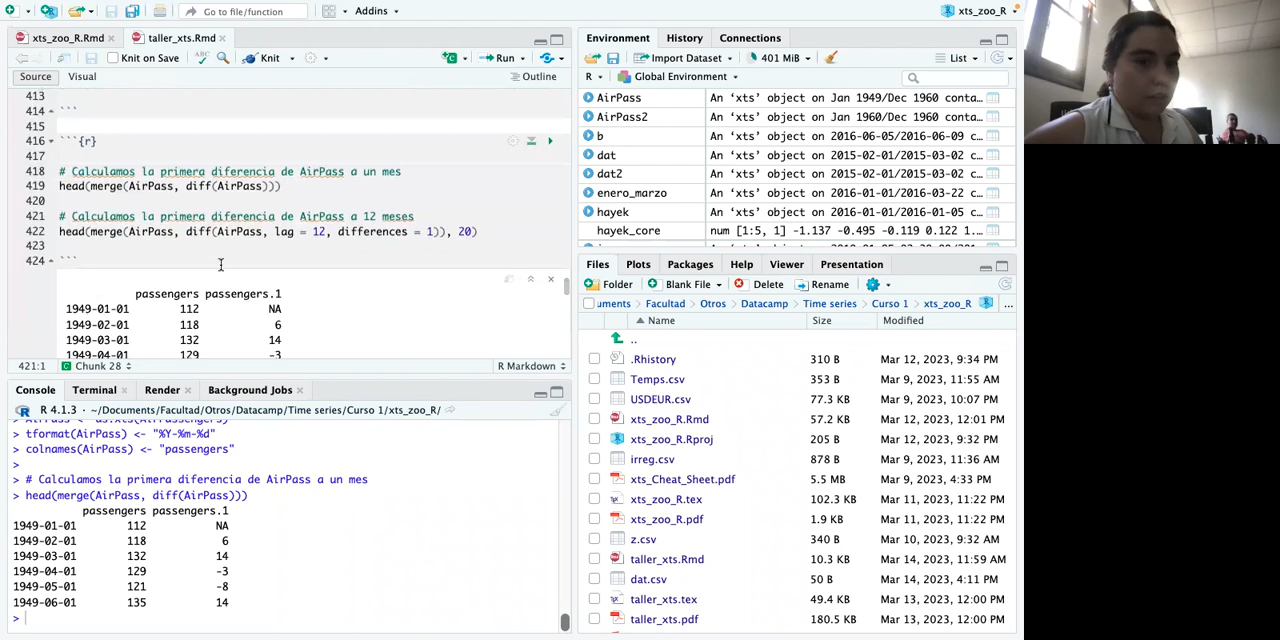 Go to file/function
Addins
xts_zoo_R
xts_zoo_R.Rmd
taller_xts.Rmd
Knit on Save
ABC
Knit
Run
Source
Visual
Outline
413
414 ```
415
416 ```{r}
417
418 # Calculamos la primera diferencia de AirPass a un mes
419 head(merge(AirPass, diff(AirPass)))
420
421 # Calculamos la primera diferencia de AirPass a 12 meses
422 head(merge(AirPass, diff(AirPass, lag = 12, differences = 1)), 20)
423
424 ```
passengers passengers.1
1949-01-01 112 NA
1949-02-01 118 6
1949-03-01 132 14
1949-04-01 129 -3
421:1 Chunk 28 R Markdown
Console Terminal Render Background Jobs
R 4.1.3 · ~/Documents/Facultad/Otros/Datacamp/Time series/Curso 1/xts_zoo_R/
> tformat(AirPass) <- "%Y-%m-%d"
> colnames(AirPass) <- "passengers"
>
> # Calculamos la primera diferencia de AirPass a un mes
> head(merge(AirPass, diff(AirPass)))
passengers passengers.1
1949-01-01 112 NA
1949-02-01 118 6
1949-03-01 132 14
1949-04-01 129 -3
1949-05-01 121 -8
1949-06-01 135 14
>
Environment History Connections
Import Dataset 401 MiB List
R Global Environment
AirPass An ‘xts’ object on Jan 1949/Dec 1960 conta…
AirPass2 An ‘xts’ object on Jan 1949/Dec 1960 conta…
b An ‘xts’ object on 2016-06-05/2016-06-09 c…
dat An ‘xts’ object on 2015-02-01/2015-03-02 c…
dat2 An ‘xts’ object on 2015-02-01/2015-03-02 c…
enero_marzo An ‘xts’ object on 2016-01-01/2016-03-22 c…
hayek An ‘xts’ object on 2016-01-01/2016-01-05 c…
hayek_core num [1:5, 1] -1.137 -0.495 -0.119 0.122 1.…
Files Plots Packages Help Viewer Presentation
Folder Blank File Delete Rename
uments Facultad Otros Datacamp Time series Curso 1 xts_zoo_R ...
Name Size Modified
..
.Rhistory 310 B Mar 12, 2023, 9:34 PM
Temps.csv 353 B Mar 9, 2023, 11:55 AM
USDEUR.csv 77.3 KB Mar 9, 2023, 10:07 PM
xts_zoo_R.Rmd 57.2 KB Mar 12, 2023, 12:01 PM
xts_zoo_R.Rproj 205 B Mar 12, 2023, 9:32 PM
irreg.csv 878 B Mar 9, 2023, 11:36 AM
xts_Cheat_Sheet.pdf 5.5 MB Mar 9, 2023, 4:33 PM
xts_zoo_R.tex 102.3 KB Mar 11, 2023, 11:22 PM
xts_zoo_R.pdf 1.9 KB Mar 11, 2023, 11:22 PM
z.csv 340 B Mar 10, 2023, 9:32 AM
taller_xts.Rmd 10.3 KB Mar 14, 2023, 11:59 AM
dat.csv 50 B Mar 14, 2023, 4:11 PM
taller_xts.tex 49.4 KB Mar 13, 2023, 12:00 PM
taller_xts.pdf 180.5 KB Mar 13, 2023, 12:00 PM